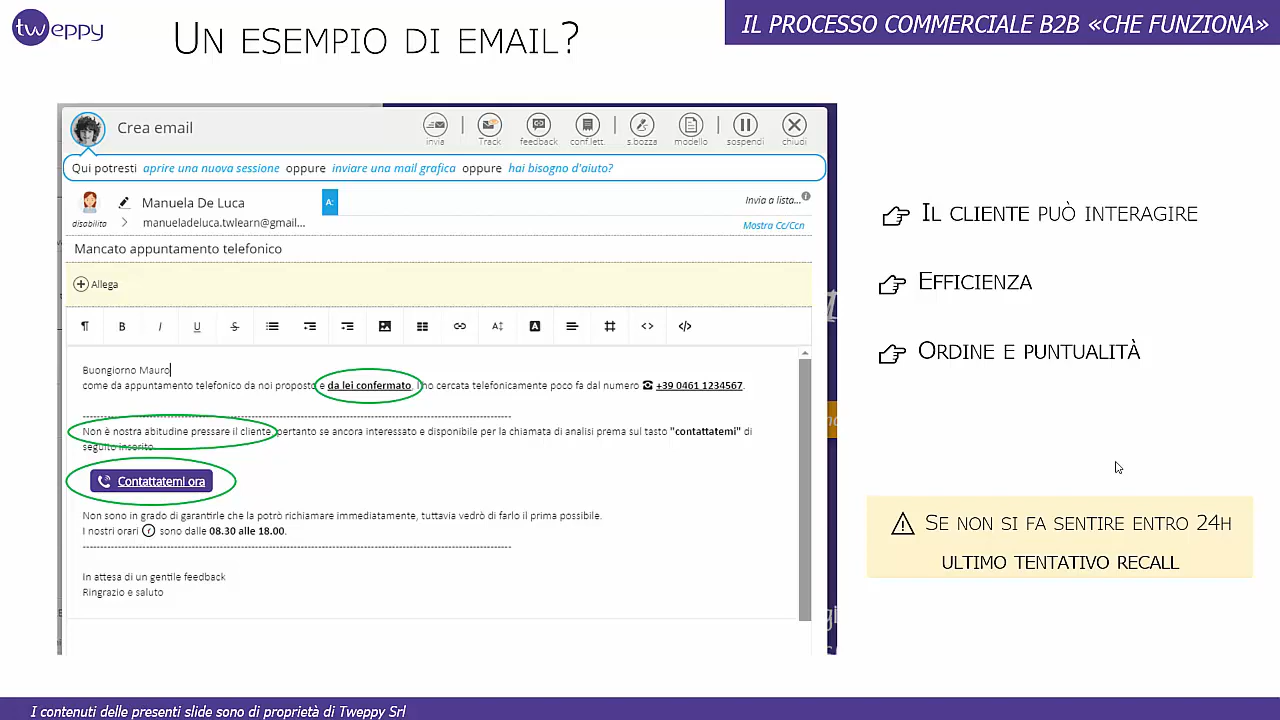 tweppy
UN ESEMPIO DI EMAIL?
IL PROCESSO COMMERCIALE B2B «CHE FUNZIONA»
Crea email
invia
Track
feedback
conf.lett.
s.bozza
modello
sospendi
chiudi
Qui potresti aprire una nuova sessione oppure inviare una mail grafica oppure hai bisogno d'aiuto?
Manuela De Luca
A:
Invia a lista...
disabilita
manueladeluca.twlearn@gmail...
Mostra Cc/Ccn
Mancato appuntamento telefonico
Allega
Buongiorno Mauro
come da appuntamento telefonico da noi proposto e da lei confermato, l'ho cercata telefonicamente poco fa dal numero ☎ +39 0461 1234567.
Non è nostra abitudine pressare il cliente, pertanto se ancora interessato e disponibile per la chiamata di analisi prema sul tasto "contattatemi" di
seguito inserito.
Contattatemi ora
Non sono in grado di garantirle che la potrò richiamare immediatamente, tuttavia vedrò di farlo il prima possibile.
I nostri orari sono dalle 08.30 alle 18.00.
In attesa di un gentile feedback
Ringrazio e saluto
IL CLIENTE PUÒ INTERAGIRE
EFFICIENZA
ORDINE E PUNTUALITÀ
SE NON SI FA SENTIRE ENTRO 24H
ULTIMO TENTATIVO RECALL
I contenuti delle presenti slide sono di proprietà di Tweppy Srl